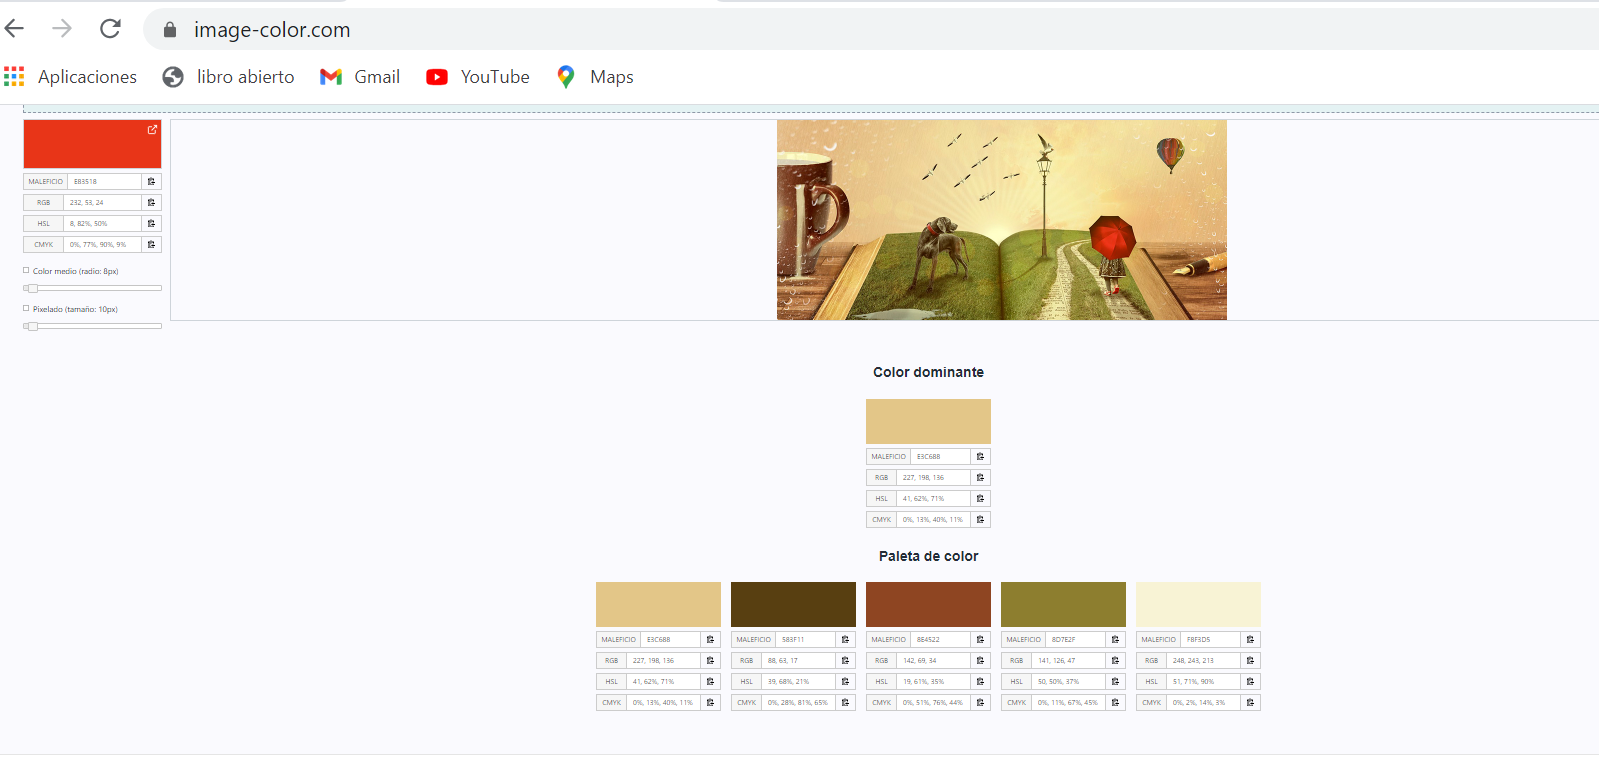 image-color.com
Aplicaciones libro abierto Gmail YouTube Maps
MALEFICIO E83518
RGB 232, 53, 24
HSL 8, 82%, 50%
CMYK 0%, 77%, 90%, 9%
Color medio (radio: 8px)
Pixelado (tamaño: 10px)
Color dominante
MALEFICIO E3C688
RGB 227, 198, 136
HSL 41, 62%, 71%
CMYK 0%, 13%, 40%, 11%
Paleta de color
MALEFICIO E3C688 MALEFICIO 583F11 MALEFICIO 8E4522 MALEFICIO 8D7E2F MALEFICIO F8F3D5
RGB 227, 198, 136 RGB 88, 63, 17 RGB 142, 69, 34 RGB 141, 126, 47 RGB 248, 243, 213
HSL 41, 62%, 71% HSL 39, 68%, 21% HSL 19, 61%, 35% HSL 50, 50%, 37% HSL 51, 71%, 90%
CMYK 0%, 13%, 40%, 11% CMYK 0%, 28%, 81%, 65% CMYK 0%, 51%, 76%, 44% CMYK 0%, 11%, 67%, 45% CMYK 0%, 2%, 14%, 3%